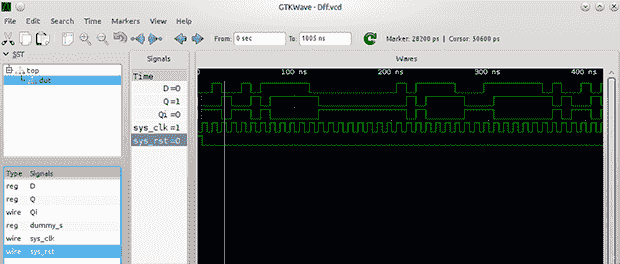 GTKWave - Dff.vcd
File Edit Search Time Markers View Help
From: 0 sec To: 1005 ns Marker: 28200 ps | Cursor: 50600 ps
SST
top
dut
Type Signals
reg D
reg Q
wire Qi
reg dummy_s
wire sys_clk
wire sys_rst
Signals
Time
D=0
Q=1
Qi=0
sys_clk=1
sys_rst=0
Waves
0 100 ns 200 ns 300 ns 400 ns